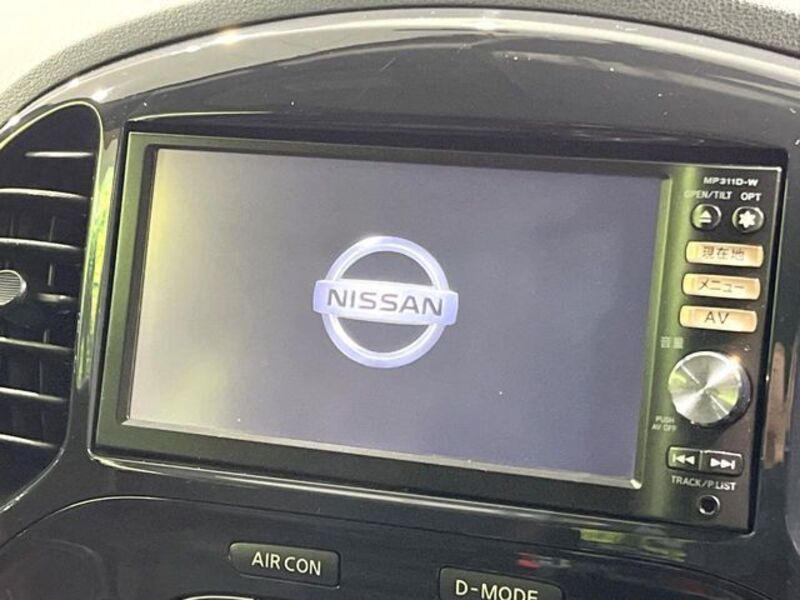 MP311D-W
OPEN/TILT OPT
現在地
メニュー
AV
音量
NISSAN
PUSH
AV OFF
TRACK/P.LIST
AIR CON
D-MODE